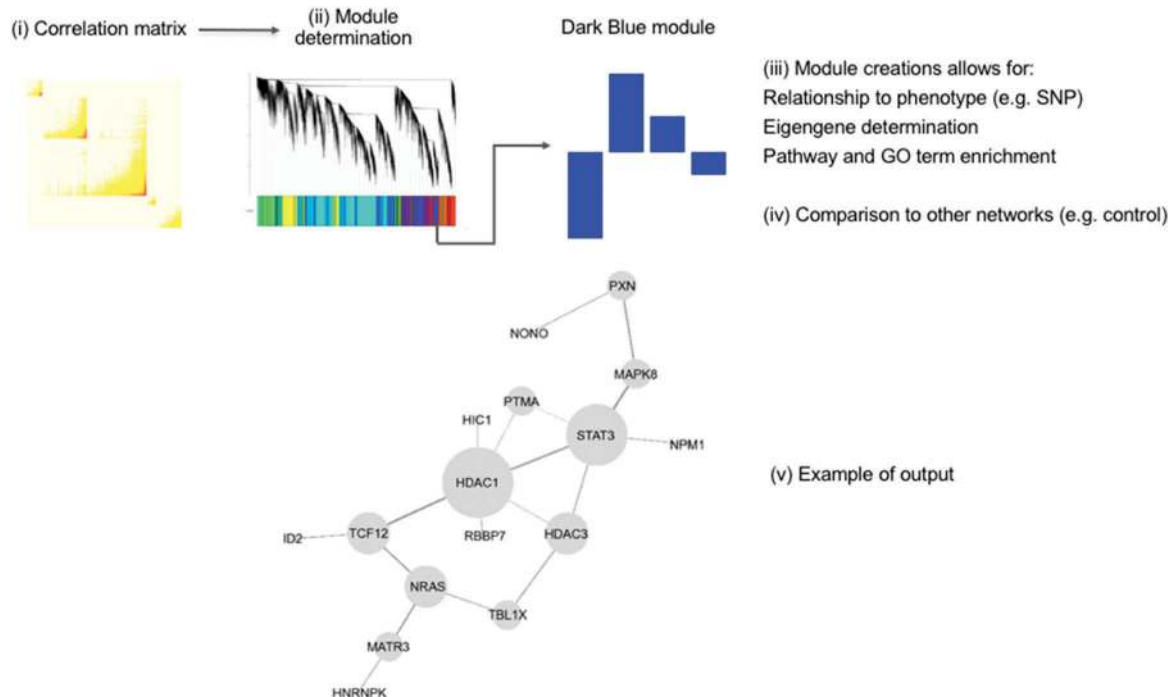 (i) Correlation matrix
(ii) Module
determination
Dark Blue module
(iii) Module creations allows for:
Relationship to phenotype (e.g. SNP)
Eigengene determination
Pathway and GO term enrichment
(iv) Comparison to other networks (e.g. control)
PXN
NONO
MAPK8
PTMA
HIC1
STAT3
NPM1
HDAC1
(v) Example of output
ID2
TCF12
RBBP7
HDAC3
NRAS
TBL1X
MATR3
HNRNPK